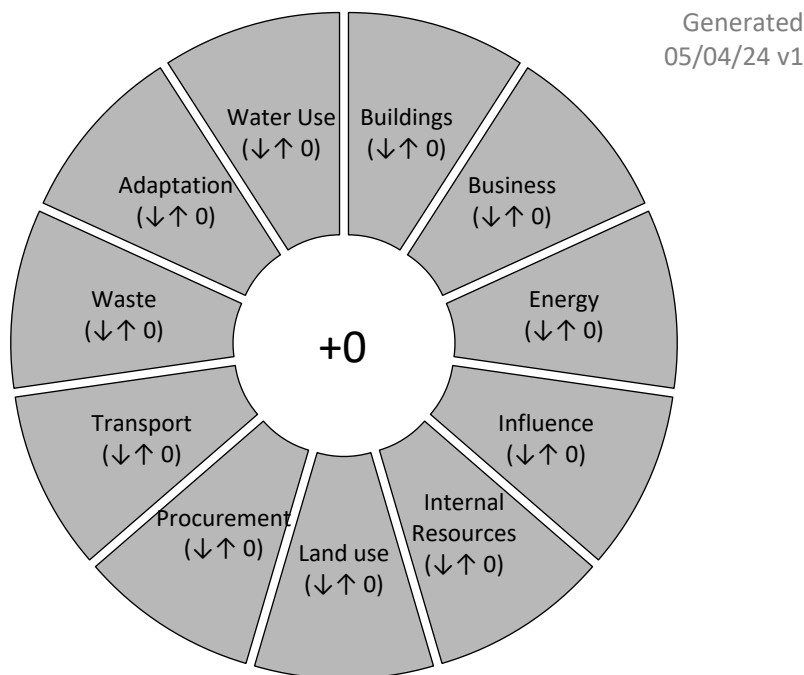 Generated
05/04/24 v1
Water Use
(↓↑ 0)
Buildings
(↓↑ 0)
Adaptation
(↓↑ 0)
Business
(↓↑ 0)
Waste
(↓↑ 0)
Energy
(↓↑ 0)
+0
Transport
(↓↑ 0)
Influence
(↓↑ 0)
Procurement
(↓↑ 0)
Land use
(↓↑ 0)
Internal
Resources
(↓↑ 0)